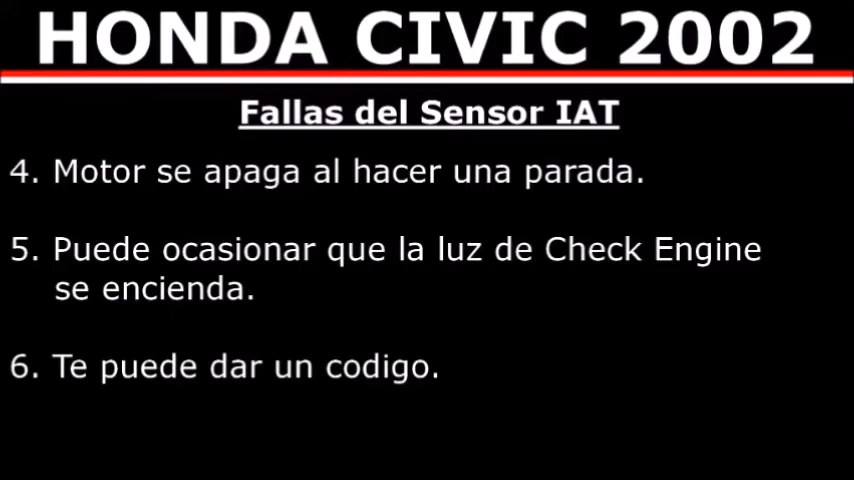 HONDA CIVIC 2002
Fallas del Sensor IAT
4. Motor se apaga al hacer una parada.
5. Puede ocasionar que la luz de Check Engine
se encienda.
6. Te puede dar un codigo.